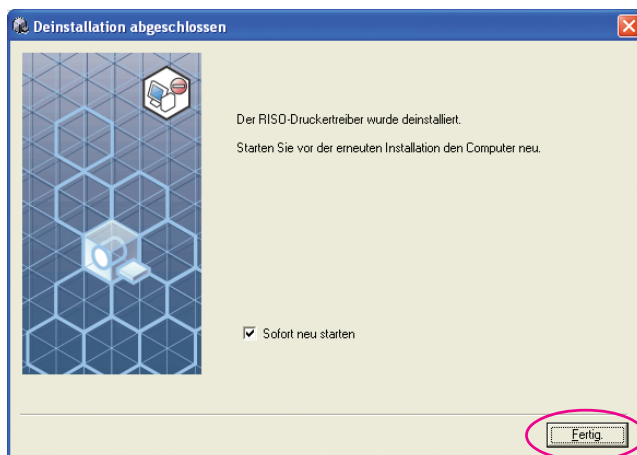 Deinstallation abgeschlossen
Der RISO-Druckertreiber wurde deinstalliert.
Starten Sie vor der erneuten Installation den Computer neu.
Sofort neu starten
Fertig.